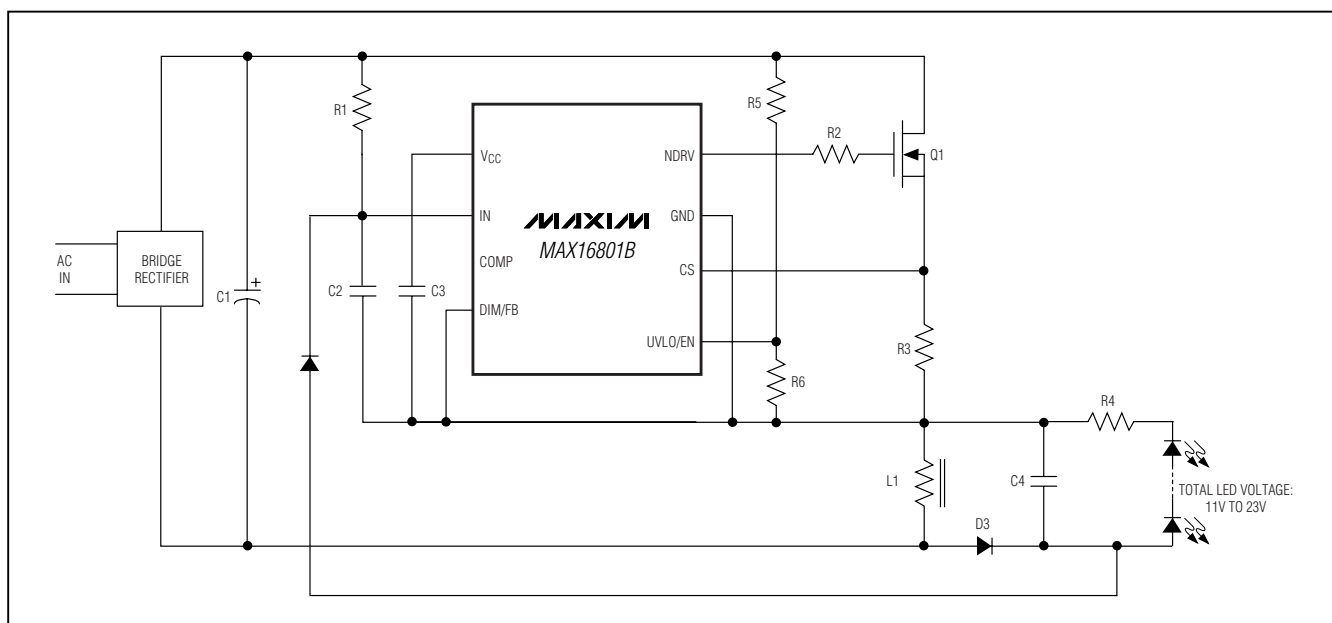 R1
R5
R2
Q1
VCC
NDRV
IN
MAXIM
MAX16801B
GND
COMP
CS
DIM/FB
UVLO/EN
AC
IN
BRIDGE
RECTIFIER
C1
+
C2
C3
R3
R6
R4
L1
C4
D3
TOTAL LED VOLTAGE:
11V TO 23V